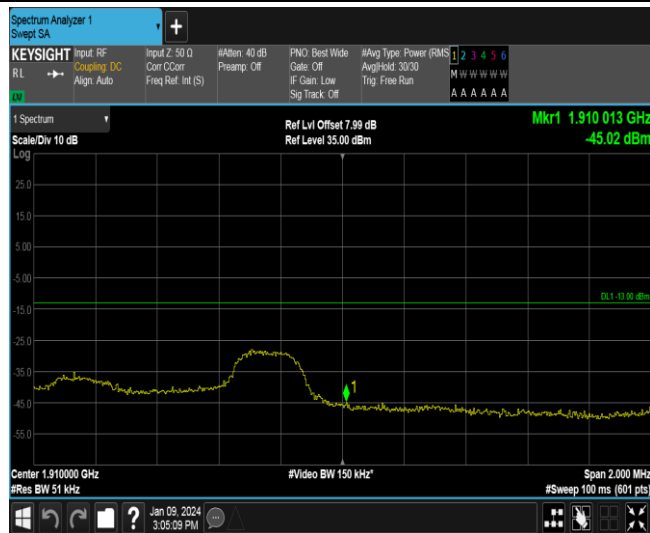 Spectrum Analyzer 1
Swept SA
+
KEYSIGHT
RL
Input: RF
Coupling: DC
Align: Auto
Input Z: 50 Ω
Corr CCorr
Freq Ref: Int (S)
#Atten: 40 dB
Preamp: Off
PNO: Best Wide
Gate: Off
IF Gain: Low
Sig Track: Off
#Avg Type: Power (RMS
Avg|Hold: 30/30
Trig: Free Run
1 2 3 4 5 6
M W W W W W
A A A A A A
1 Spectrum
Scale/Div 10 dB
Log
Ref Lvl Offset 7.99 dB
Ref Level 35.00 dBm
Mkr1 1.910 013 GHz
-45.02 dBm
25.0
15.0
5.00
-5.00
DL1 -13.00 dBm
-15.0
-25.0
-35.0
1
-45.0
-55.0
Center 1.910000 GHz
#Video BW 150 kHz*
Span 2.000 MHz
#Res BW 51 kHz
#Sweep 100 ms (601 pts)
?
Jan 09, 2024
3:05:09 PM